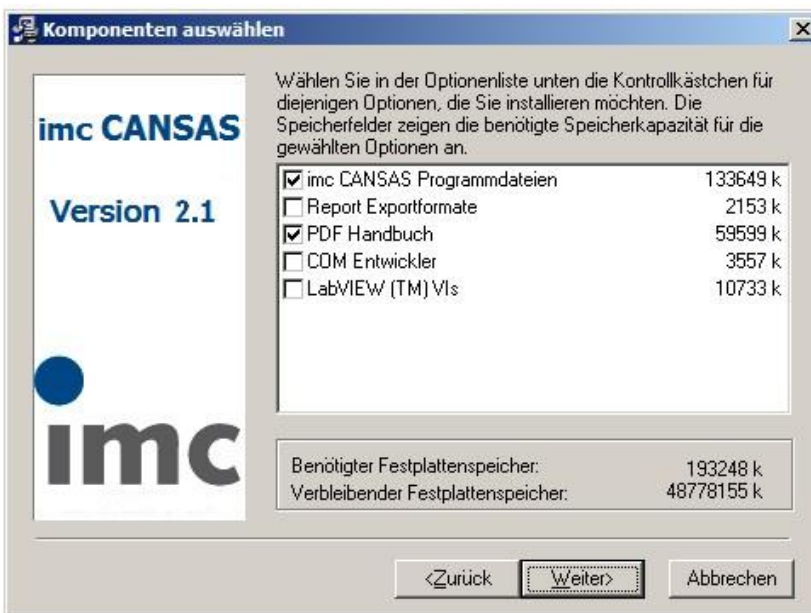 Komponenten auswählen
imc CANSAS
Version 2.1
imc
Wählen Sie in der Optionenliste unten die Kontrollkästchen für
diejenigen Optionen, die Sie installieren möchten. Die
Speicherfelder zeigen die benötigte Speicherkapazität für die
gewählten Optionen an.
imc CANSAS Programmdateien 133649 k
Report Exportformate 2153 k
PDF Handbuch 59599 k
COM Entwickler 3557 k
LabVIEW (TM) VIs 10733 k
Benötigter Festplattenspeicher: 193248 k
Verbleibender Festplattenspeicher: 48778155 k
<Zurück Weiter> Abbrechen